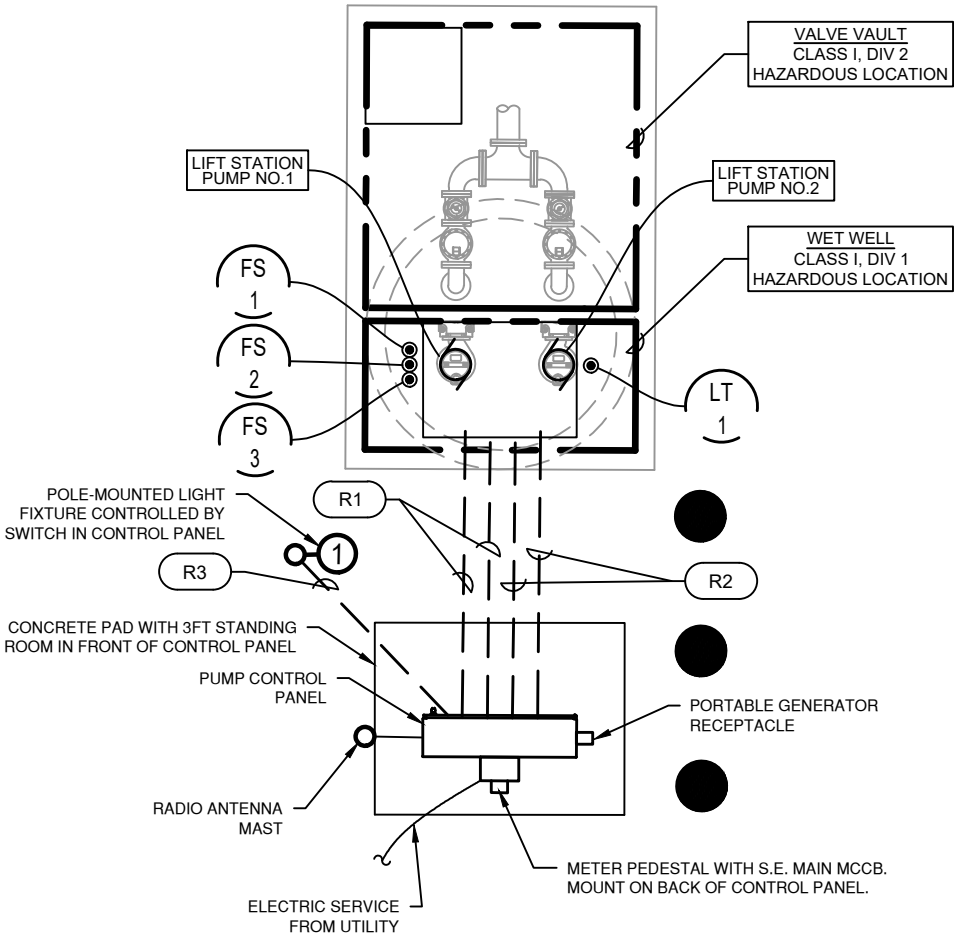 VALVE VAULT
CLASS I, DIV 2
HAZARDOUS LOCATION
LIFT STATION
PUMP NO.1
LIFT STATION
PUMP NO.2
WET WELL
CLASS I, DIV 1
HAZARDOUS LOCATION
FS
1
FS
2
FS
3
LT
1
POLE-MOUNTED LIGHT
FIXTURE CONTROLLED BY
SWITCH IN CONTROL PANEL
1
R1
R2
R3
CONCRETE PAD WITH 3FT STANDING
ROOM IN FRONT OF CONTROL PANEL
PUMP CONTROL
PANEL
PORTABLE GENERATOR
RECEPTACLE
RADIO ANTENNA
MAST
METER PEDESTAL WITH S.E. MAIN MCCB.
MOUNT ON BACK OF CONTROL PANEL.
ELECTRIC SERVICE
FROM UTILITY